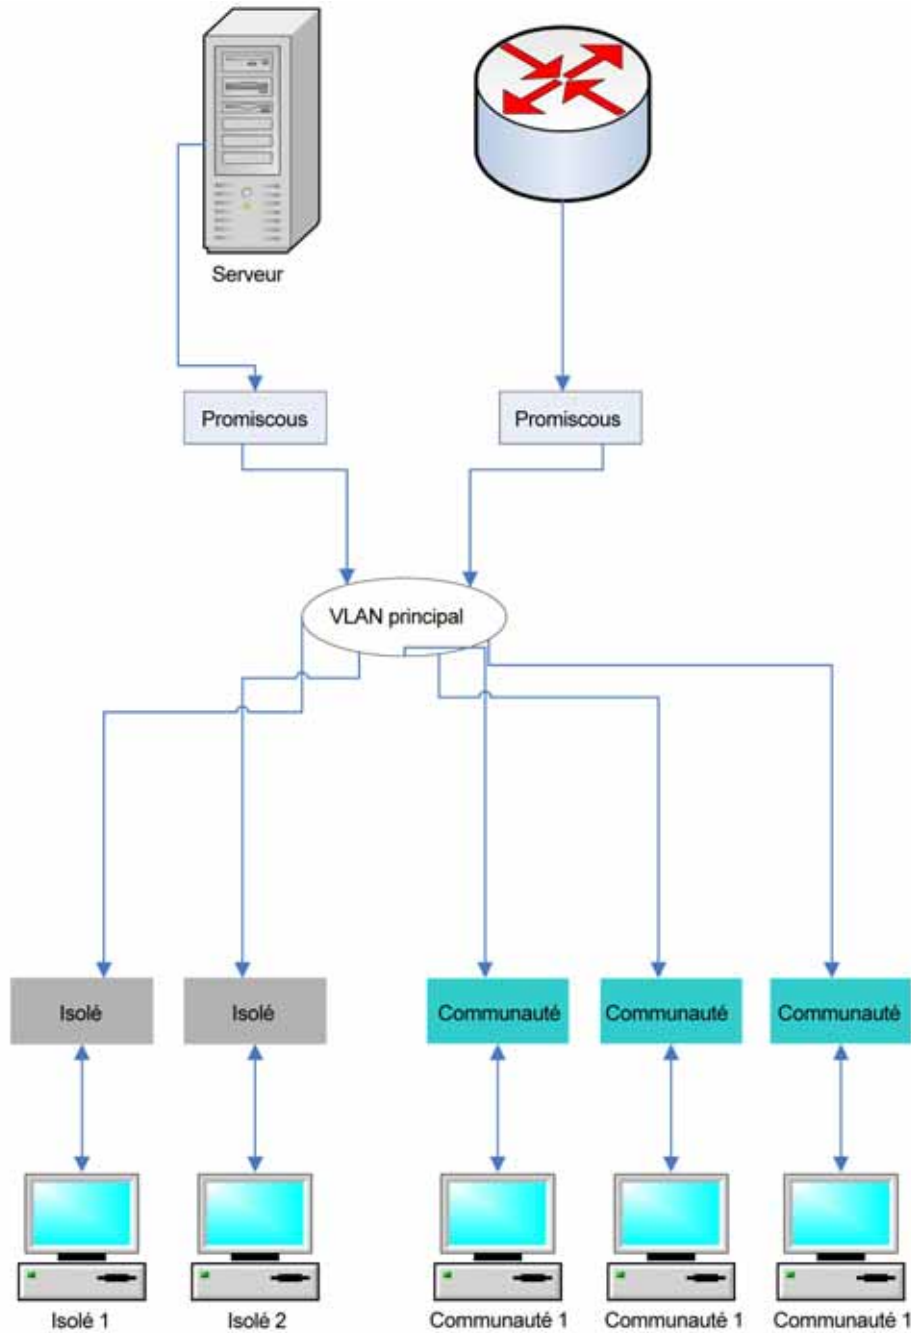 Serveur
Promiscous
Promiscous
VLAN principal
Isolé
Isolé
Communauté
Communauté
Communauté
Isolé 1
Isolé 2
Communauté 1
Communauté 1
Communauté 1